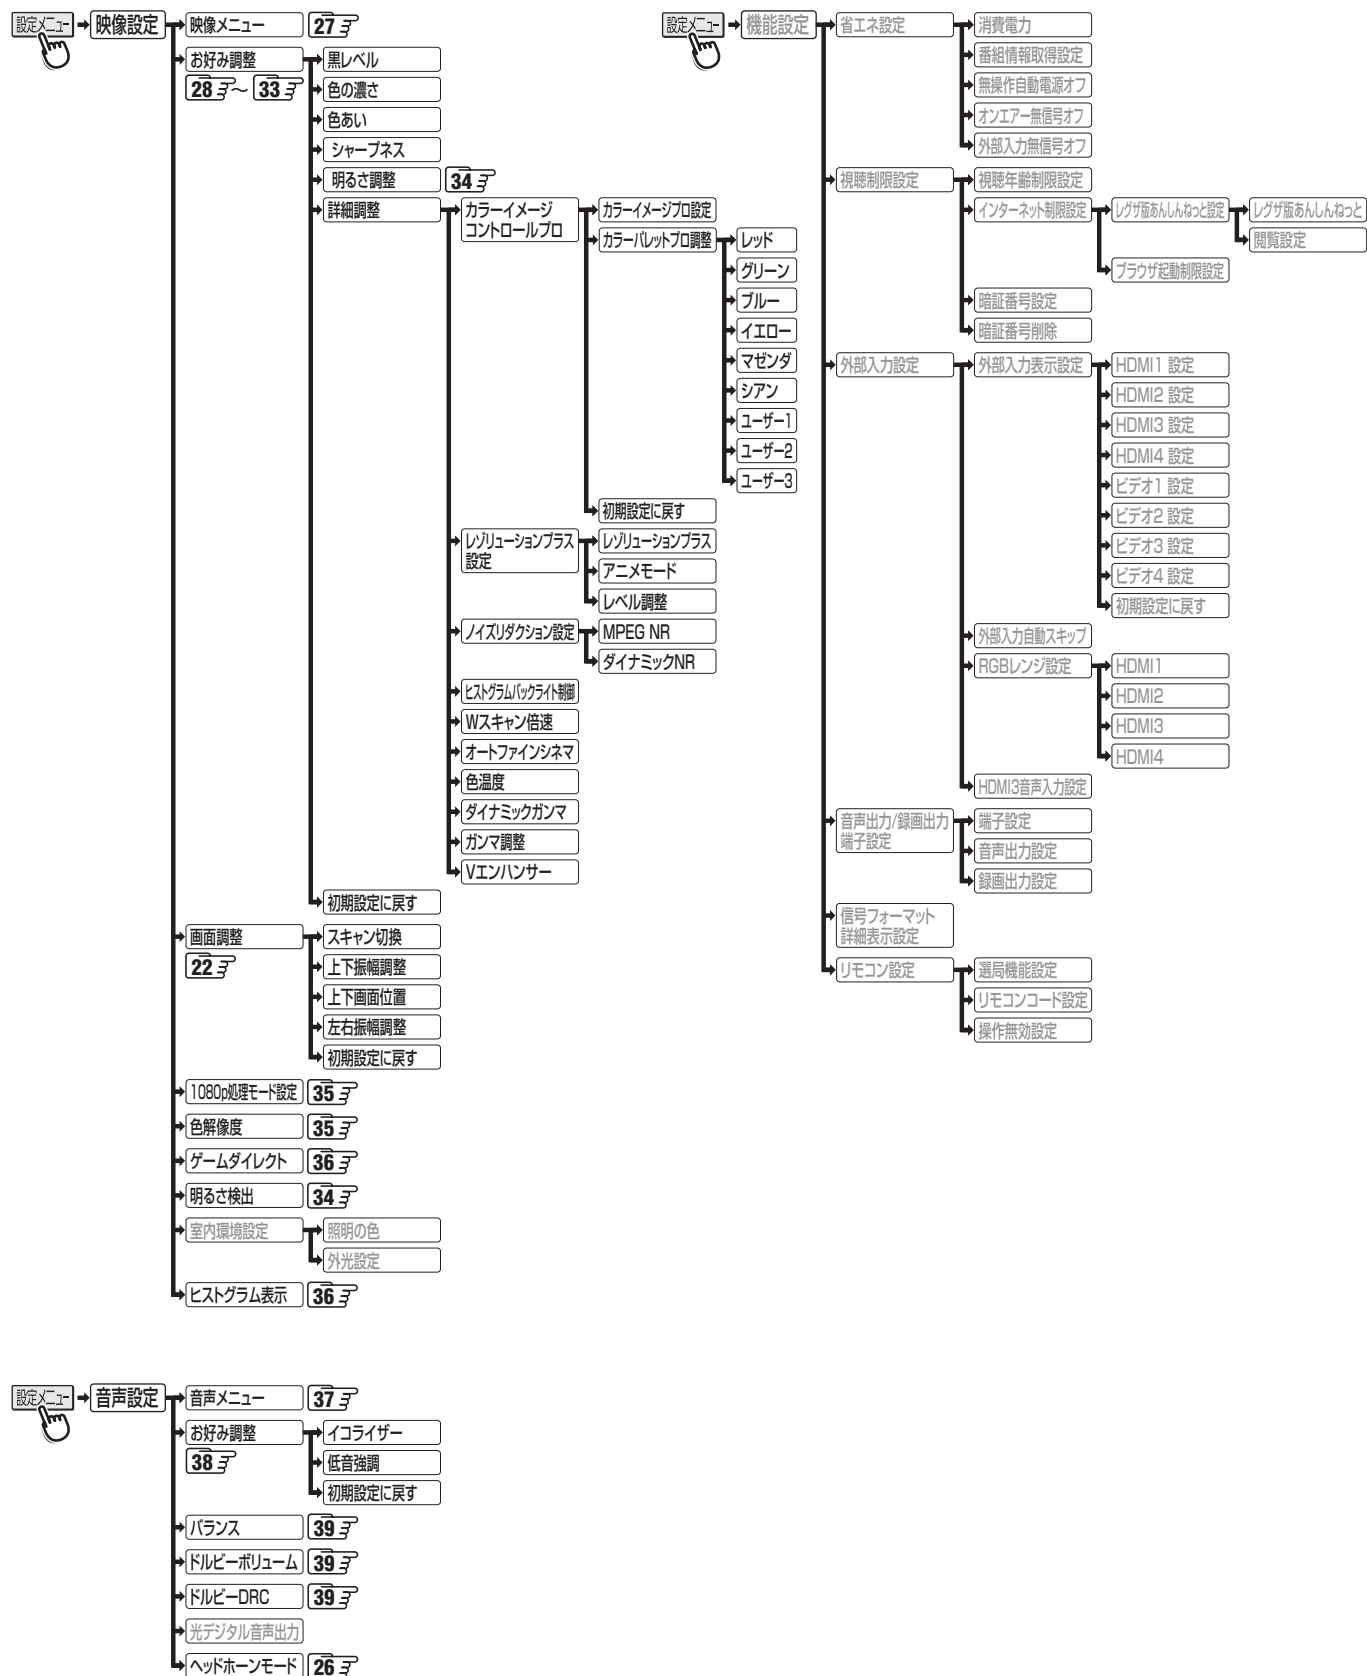 設定メニュー
映像設定
映像メニュー
27
お好み調整
28 ～ 33
黒レベル
色の濃さ
色あい
シャープネス
明るさ調整
34
詳細調整
カラーイメージ
コントロールプロ
カラーイメージプロ設定
カラーパレットプロ調整
レッド
グリーン
ブルー
イエロー
マゼンダ
シアン
ユーザー1
ユーザー2
ユーザー3
初期設定に戻す
レゾリューションプラス
設定
レゾリューションプラス
アニメモード
レベル調整
ノイズリダクション設定
MPEG NR
ダイナミックNR
ヒストグラムバックライト制御
Wスキャン倍速
オートファインシネマ
色温度
ダイナミックガンマ
ガンマ調整
Vエンハンサー
初期設定に戻す
画面調整
22
スキャン切換
上下振幅調整
上下画面位置
左右振幅調整
初期設定に戻す
1080p処理モード設定
35
色解像度
35
ゲームダイレクト
36
明るさ検出
34
室内環境設定
照明の色
外光設定
ヒストグラム表示
36
設定メニュー
音声設定
音声メニュー
37
お好み調整
38
イコライザー
低音強調
初期設定に戻す
バランス
39
ドルビーボリューム
39
ドルビーDRC
39
光デジタル音声出力
ヘッドホーンモード
26
設定メニュー
機能設定
省エネ設定
消費電力
番組情報取得設定
無操作自動電源オフ
オンエアー無信号オフ
外部入力無信号オフ
視聴制限設定
視聴年齢制限設定
インターネット制限設定
レグザ版あんしんねっと設定
レグザ版あんしんねっと
閲覧設定
ブラウザ起動制限設定
暗証番号設定
暗証番号削除
外部入力設定
外部入力表示設定
HDMI1 設定
HDMI2 設定
HDMI3 設定
HDMI4 設定
ビデオ1 設定
ビデオ2 設定
ビデオ3 設定
ビデオ4 設定
初期設定に戻す
外部入力自動スキップ
RGBレンジ設定
HDMI1
HDMI2
HDMI3
HDMI4
HDMI3音声入力設定
音声出力/録画出力
端子設定
端子設定
音声出力設定
録画出力設定
信号フォーマット
詳細表示設定
リモコン設定
選局機能設定
リモコンコード設定
操作無効設定